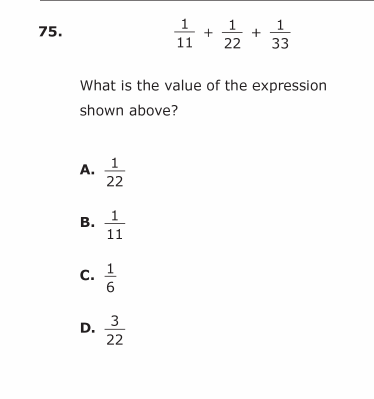 75. 1/11 + 1/22 + 1/33
What is the value of the expression
shown above?
A. 1/22
B. 1/11
C. 1/6
D. 3/22